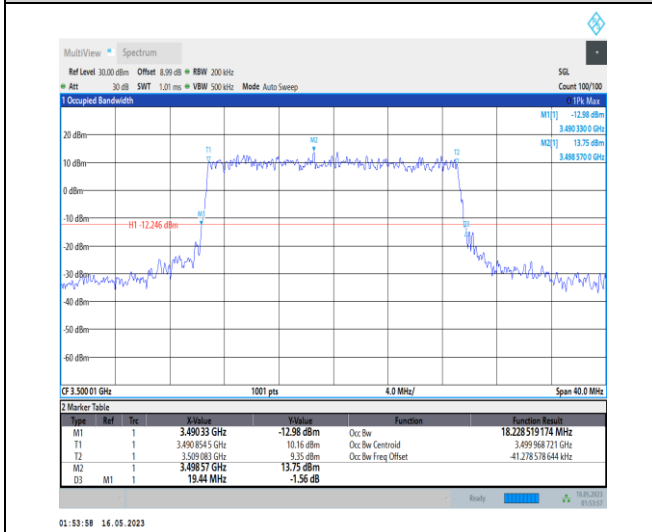 MultiView Spectrum
Ref Level 30.00 dBm Offset 8.99 dB RBW 200 kHz SGL
Att 30 dB SWT 1.01 ms VBW 500 kHz Mode Auto Sweep Count 100/100
1 Occupied Bandwidth 1Pk Max
M1[1] -12.98 dBm
3.490 330 0 GHz
M2[1] 13.75 dBm
3.498 570 0 GHz
20 dBm
T1 M2 T2
10 dBm
0 dBm
-10 dBm
M1
H1 -12.246 dBm
D3
-20 dBm
-30 dBm
-40 dBm
-50 dBm
-60 dBm
CF 3.500 01 GHz 1001 pts 4.0 MHz/ Span 40.0 MHz
2 Marker Table
Type Ref Trc X-Value Y-Value Function Function Result
M1 1 3.490 33 GHz -12.98 dBm Occ Bw 18.228 519 174 MHz
T1 1 3.490 854 5 GHz 10.16 dBm Occ Bw Centroid 3.499 968 721 GHz
T2 1 3.509 083 GHz 9.35 dBm Occ Bw Freq Offset -41.278 578 644 kHz
M2 1 3.498 57 GHz 13.75 dBm
D3 M1 1 19.44 MHz -1.56 dB
Ready 16.05.2023
01:53:57
01:53:58 16.05.2023